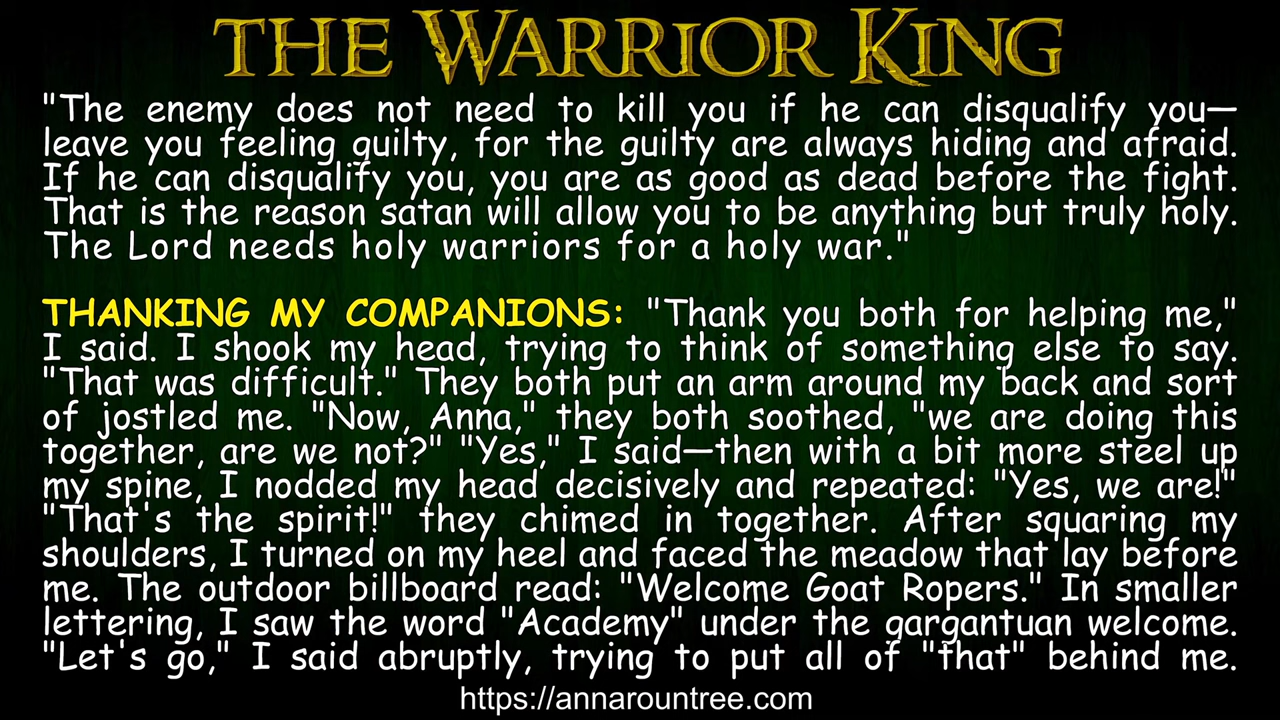 THE WARRIOR KING
"The enemy does not need to kill you if he can disqualify you—
leave you feeling guilty, for the guilty are always hiding and afraid.
If he can disqualify you, you are as good as dead before the fight.
That is the reason satan will allow you to be anything but truly holy.
The Lord needs holy warriors for a holy war."
THANKING MY COMPANIONS: "Thank you both for helping me,"
I said. I shook my head, trying to think of something else to say.
"That was difficult." They both put an arm around my back and sort
of jostled me. "Now, Anna," they both soothed, "we are doing this
together, are we not?" "Yes," I said—then with a bit more steel up
my spine, I nodded my head decisively and repeated: "Yes, we are!"
"That's the spirit!" they chimed in together. After squaring my
shoulders, I turned on my heel and faced the meadow that lay before
me. The outdoor billboard read: "Welcome Goat Ropers." In smaller
lettering, I saw the word "Academy" under the gargantuan welcome.
"Let's go," I said abruptly, trying to put all of "that" behind me.
https://annarountree.com